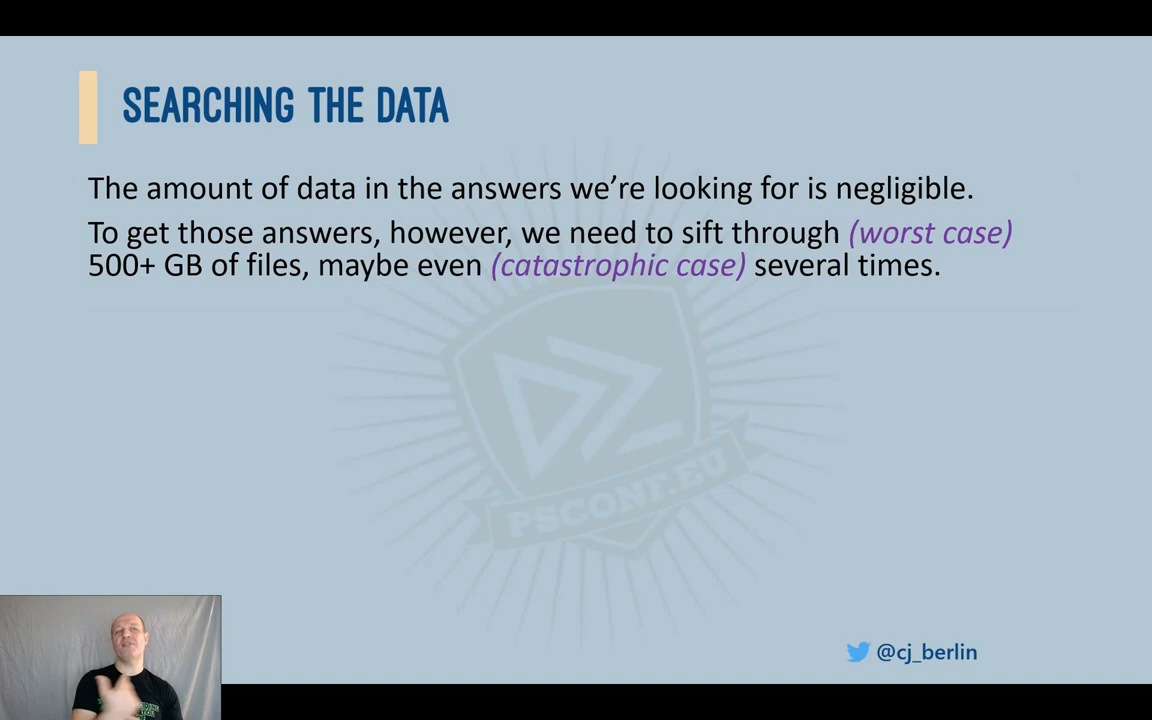 SEARCHING THE DATA
The amount of data in the answers we’re looking for is negligible.
To get those answers, however, we need to sift through (worst case)
500+ GB of files, maybe even (catastrophic case) several times.
PSCONF.EU
@cj_berlin